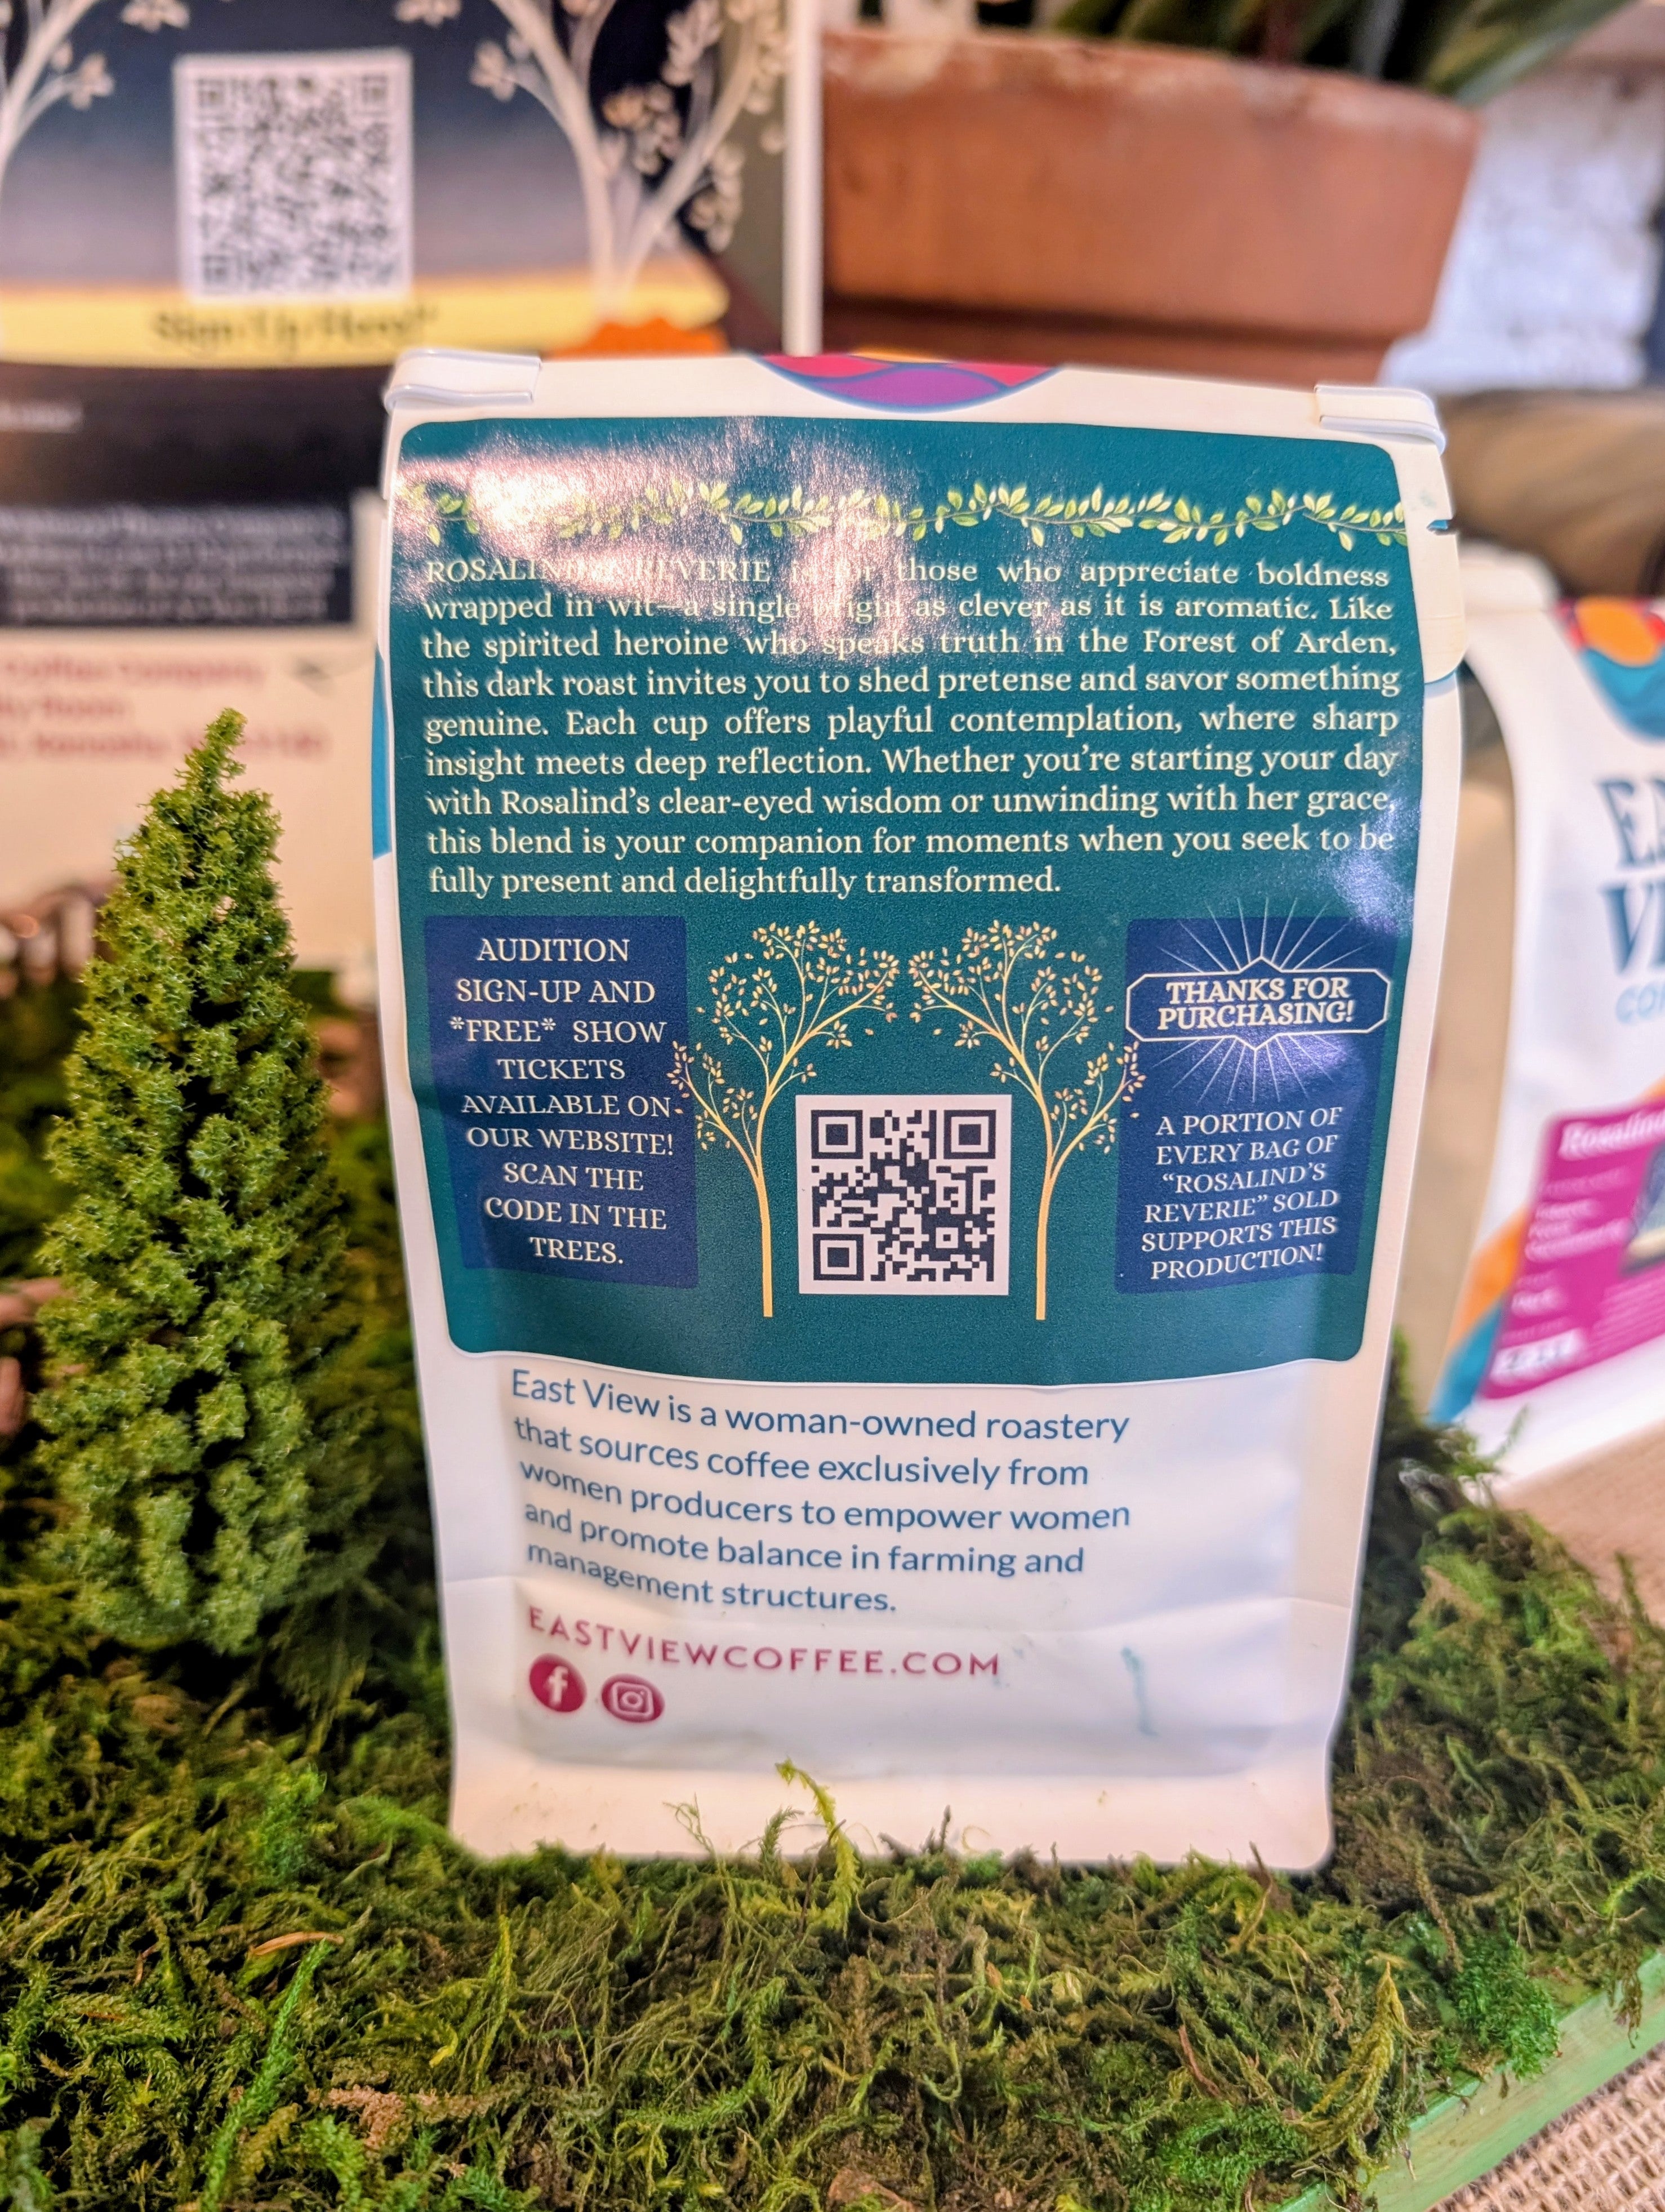 Sign Up Here!
ROSALIND'S REVERIE is for those who appreciate boldness
wrapped in wit—a single origin as clever as it is aromatic. Like
the spirited heroine who speaks truth in the Forest of Arden,
this dark roast invites you to shed pretense and savor something
genuine. Each cup offers playful contemplation, where sharp
insight meets deep reflection. Whether you're starting your day
with Rosalind's clear-eyed wisdom or unwinding with her grace,
this blend is your companion for moments when you seek to be
fully present and delightfully transformed.
AUDITION
SIGN-UP AND
*FREE* SHOW
TICKETS
AVAILABLE ON
OUR WEBSITE!
SCAN THE
CODE IN THE
TREES.
THANKS FOR
PURCHASING!
A PORTION OF
EVERY BAG OF
“ROSALIND'S
REVERIE” SOLD
SUPPORTS THIS
PRODUCTION!
East View is a woman-owned roastery
that sources coffee exclusively from
women producers to empower women
and promote balance in farming and
management structures.
EASTVIEWCOFFEE.COM
Coffee Company